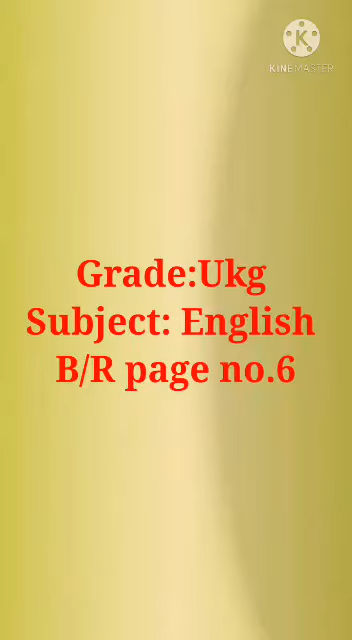 K
KINEMASTER
Grade:Ukg
Subject: English
B/R page no.6